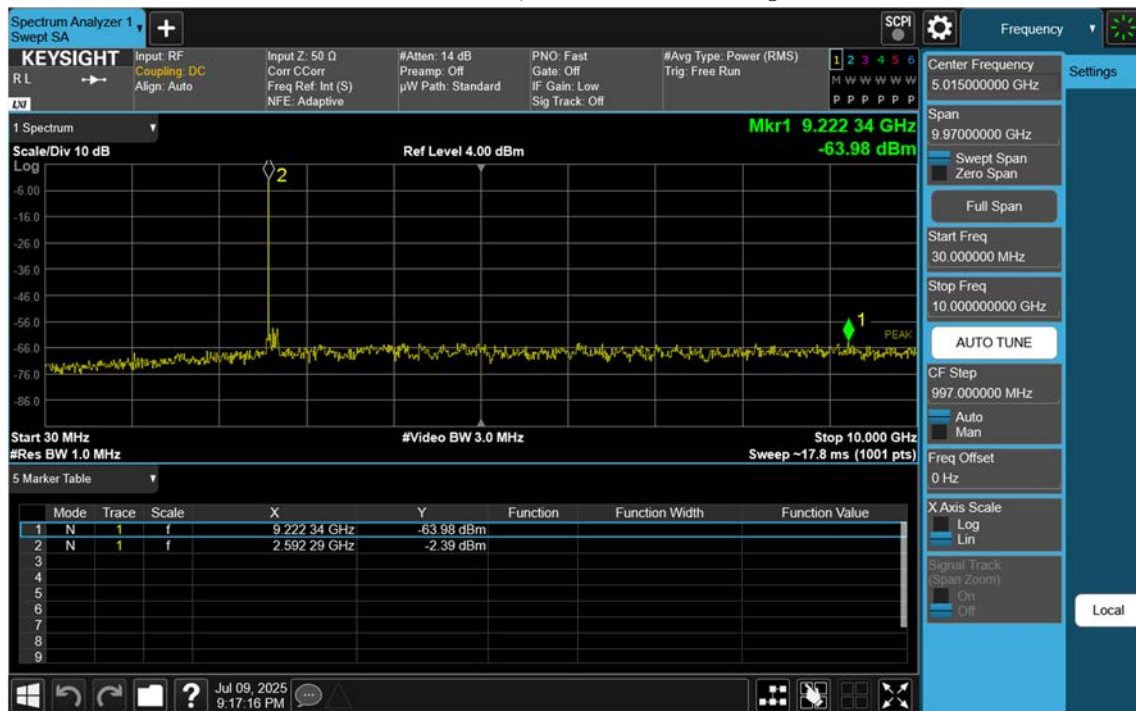 Spectrum Analyzer 1
Swept SA
+
SCPI
Frequency
KEYSIGHT
RL
LXI
Input: RF
Coupling: DC
Align: Auto
Input Z: 50 Ω
Corr CCorr
Freq Ref: Int (S)
NFE: Adaptive
#Atten: 14 dB
Preamp: Off
µW Path: Standard
PNO: Fast
Gate: Off
IF Gain: Low
Sig Track: Off
#Avg Type: Power (RMS)
Trig: Free Run
1 2 3 4 5 6
M W W W W W
P P P P P P
1 Spectrum
Scale/Div 10 dB
Ref Level 4.00 dBm
Mkr1 9.222 34 GHz
-63.98 dBm
Log
2
-6.00
-16.0
-26.0
-36.0
-46.0
-56.0
-66.0
-76.0
-86.0
1
PEAK
Start 30 MHz
#Video BW 3.0 MHz
Stop 10.000 GHz
#Res BW 1.0 MHz
Sweep ~17.8 ms (1001 pts)
5 Marker Table
Mode Trace Scale X Y Function Function Width Function Value
1 N 1 f 9.222 34 GHz -63.98 dBm
2 N 1 f 2.592 29 GHz -2.39 dBm
3
4
5
6
7
8
9
Jul 09, 2025
9:17:16 PM
Center Frequency
5.015000000 GHz
Span
9.97000000 GHz
Swept Span
Zero Span
Full Span
Start Freq
30.000000 MHz
Stop Freq
10.000000000 GHz
AUTO TUNE
CF Step
997.000000 MHz
Auto
Man
Freq Offset
0 Hz
X Axis Scale
Log
Lin
Signal Track
(Span Zoom)
On
Off
Settings
Local